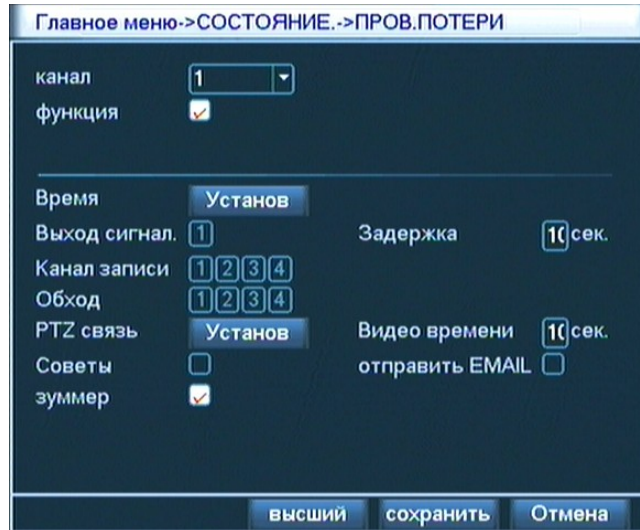 Главное меню->СОСТОЯНИЕ.->ПРОВ.ПОТЕРИ
канал 1
функция
Время Установ
Выход сигнал. 1 Задержка 10 сек.
Канал записи 1 2 3 4
Обход 1 2 3 4
PTZ связь Установ Видео времени 10 сек.
Советы отправить EMAIL
зуммер
высший сохранить Отмена